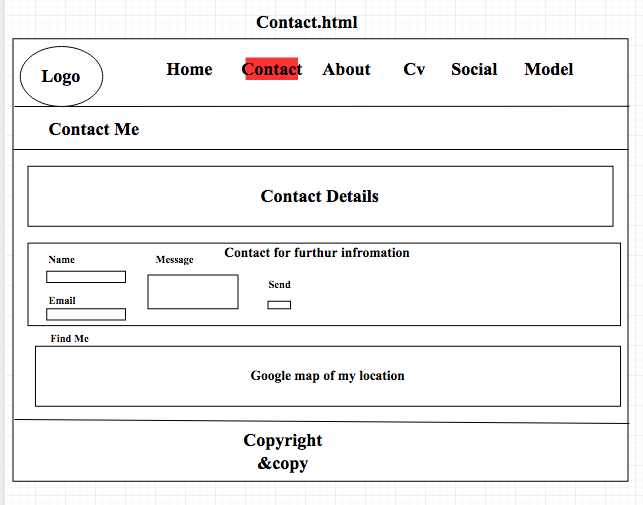 Contact.html
Logo
Home Contact About Cv Social Model
Contact Me
Contact Details
Contact for furthur infromation
Name
Message
Send
Email
Find Me
Google map of my location
Copyright
&copy